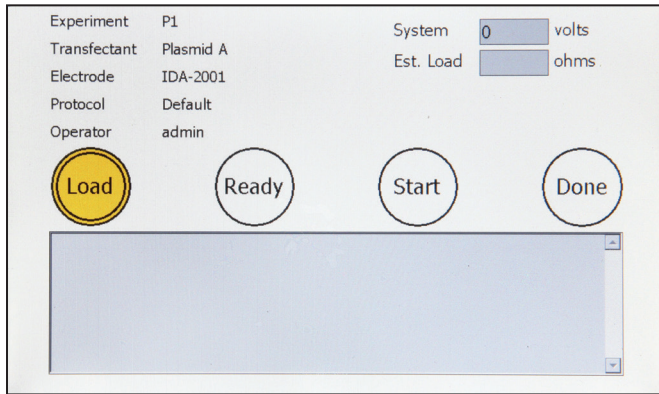 Experiment P1
Transfectant Plasmid A
Electrode IDA-2001
Protocol Default
Operator admin
System 0 volts
Est. Load ohms
Load Ready Start Done